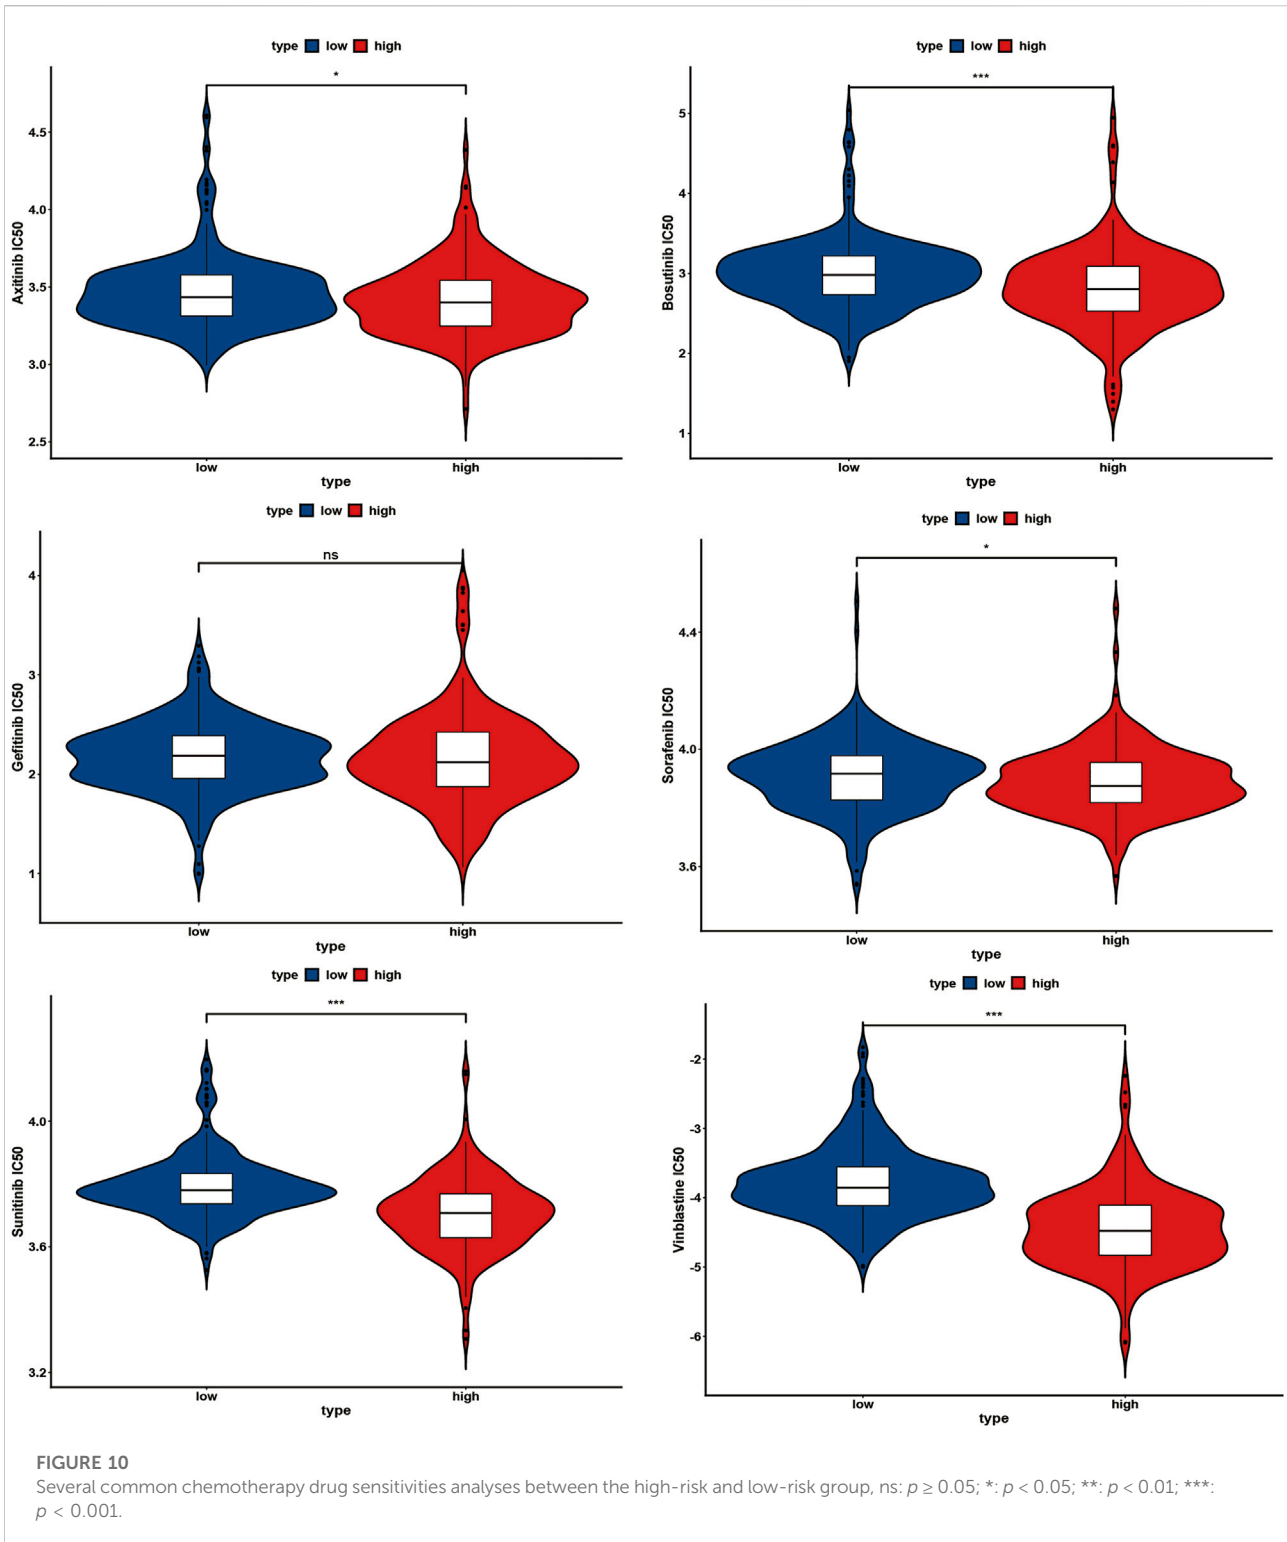 type low high
*
Axitinib IC50
4.5
4.0
3.5
3.0
2.5
low high
type
type low high
***
Bosutinib IC50
5
4
3
2
1
low high
type
type low high
ns
Gefitinib IC50
4
3
2
1
low high
type
type low high
*
Sorafenib IC50
4.4
4.0
3.6
low high
type
type low high
***
Sunitinib IC50
4.0
3.6
3.2
low high
type
type low high
***
Vinblastine IC50
-2
-3
-4
-5
-6
low high
type
FIGURE 10
Several common chemotherapy drug sensitivities analyses between the high-risk and low-risk group, ns: p ≥ 0.05; *: p < 0.05; **: p < 0.01; ***:
p < 0.001.